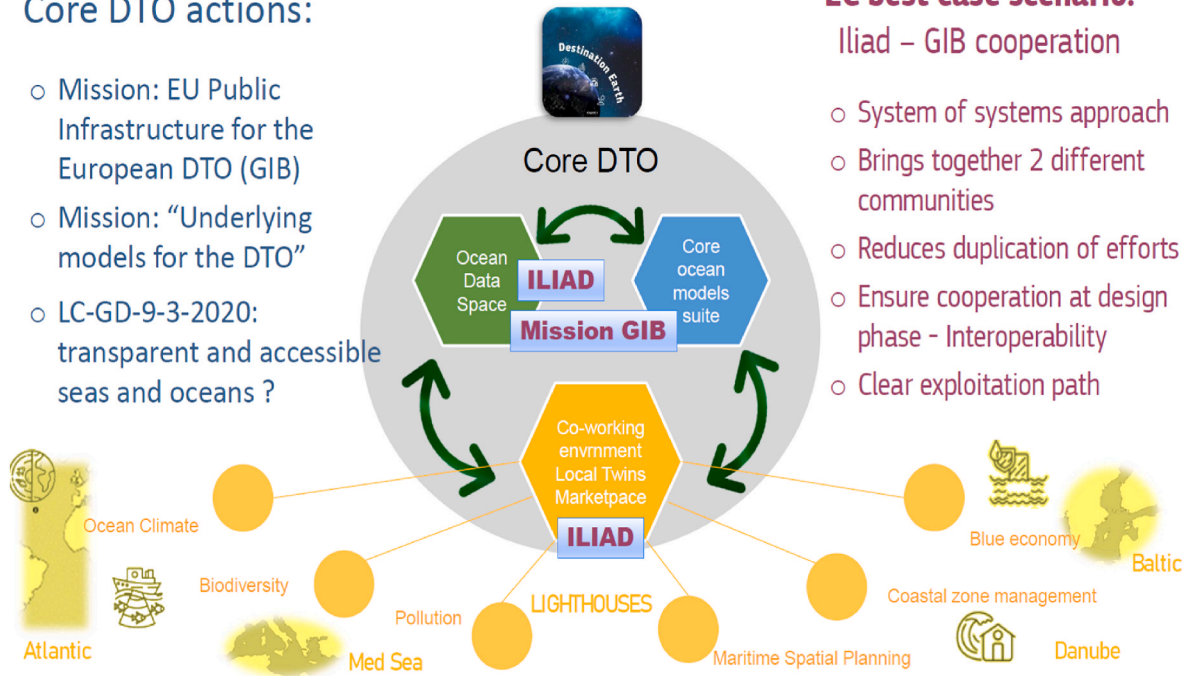 Core DTO actions:
○ Mission: EU Public
Infrastructure for the
European DTO (GIB)
○ Mission: “Underlying
models for the DTO”
○ LC-GD-9-3-2020:
transparent and accessible
seas and oceans ?
Destination Earth
Core DTO
Ocean
Data
Space
ILIAD
Core
ocean
models
suite
Mission GIB
Co-working
envrnment
Local Twins
Marketpace
ILIAD
EC best case scenario:
Iliad – GIB cooperation
○ System of systems approach
○ Brings together 2 different
communities
○ Reduces duplication of efforts
○ Ensure cooperation at design
phase - Interoperability
○ Clear exploitation path
Ocean Climate
Biodiversity
Pollution
LIGHTHOUSES
Maritime Spatial Planning
Coastal zone management
Blue economy
Atlantic
Med Sea
Danube
Baltic